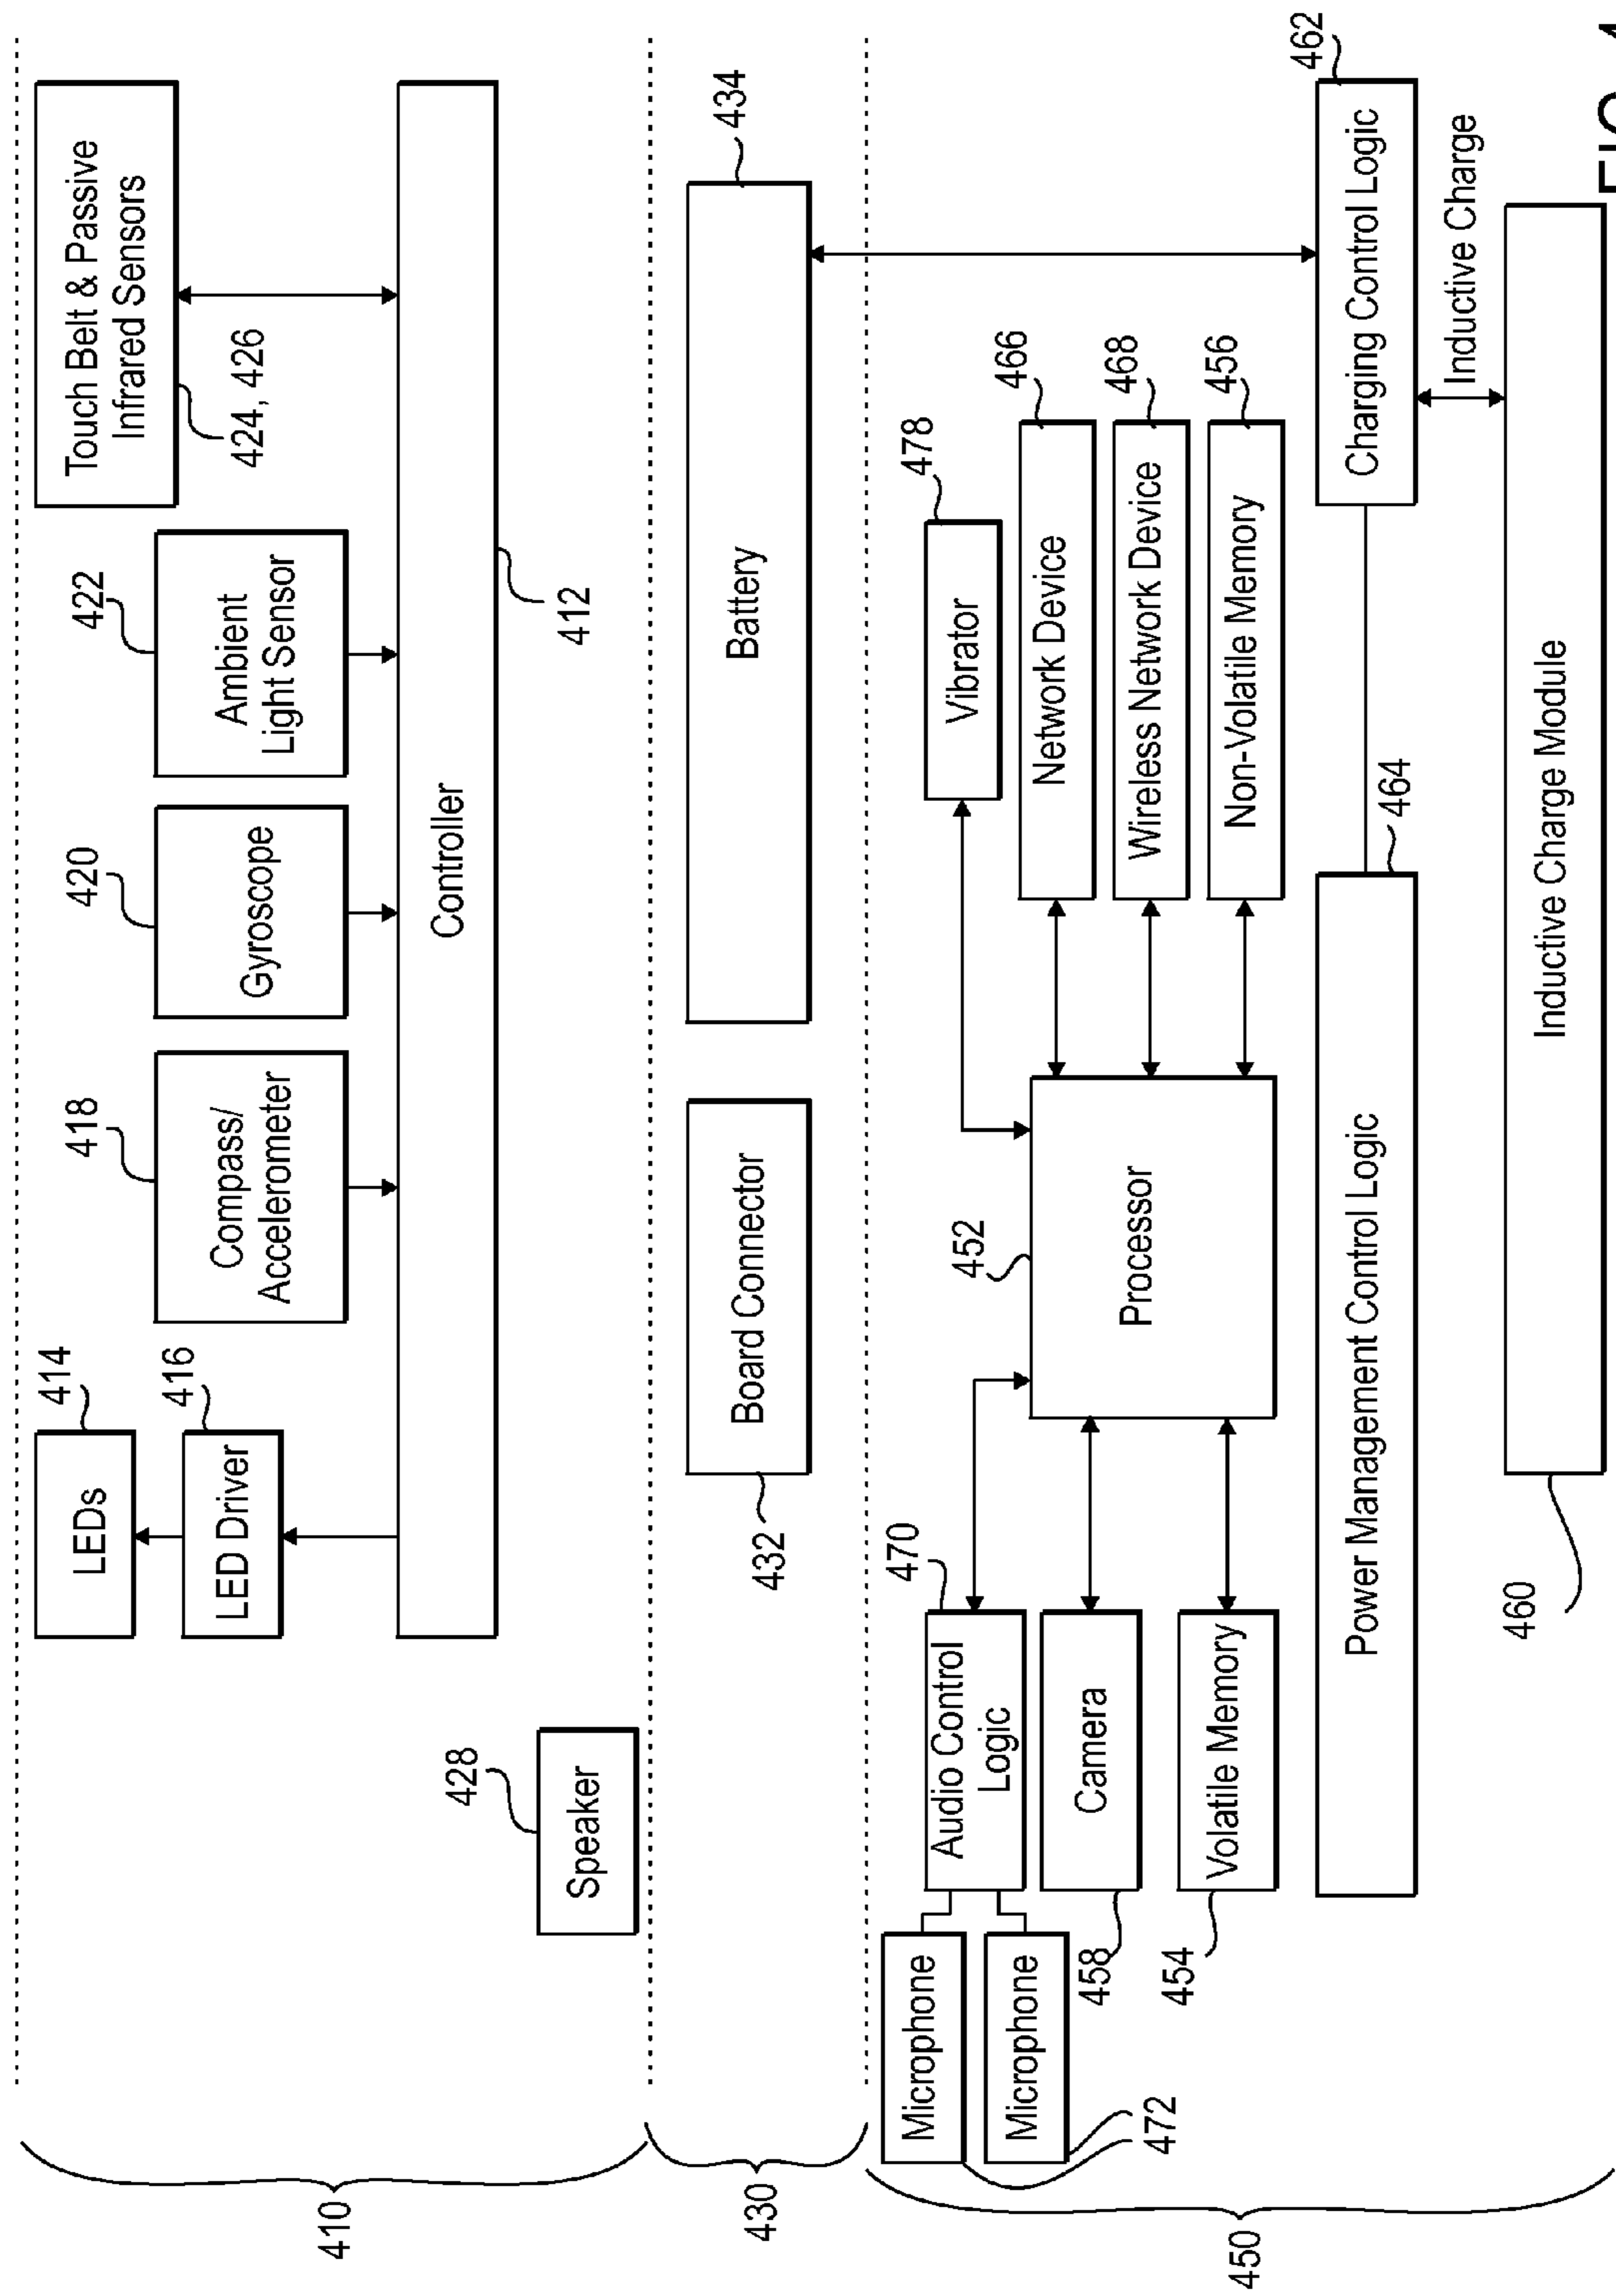 410
LEDs
414
LED Driver
416
Compass/
Accelerometer
418
Gyroscope
420
Ambient
Light Sensor
422
Touch Belt & Passive
Infrared Sensors
424, 426
Controller
412
Speaker
428
430
Board Connector
432
Battery
434
450
Microphone
Microphone
472
Audio Control
Logic
470
Camera
458
Volatile Memory
454
Processor
452
Vibrator
478
Network Device
466
Wireless Network Device
468
Non-Volatile Memory
456
Power Management Control Logic
464
Charging Control Logic
462
Inductive Charge
Inductive Charge Module
460